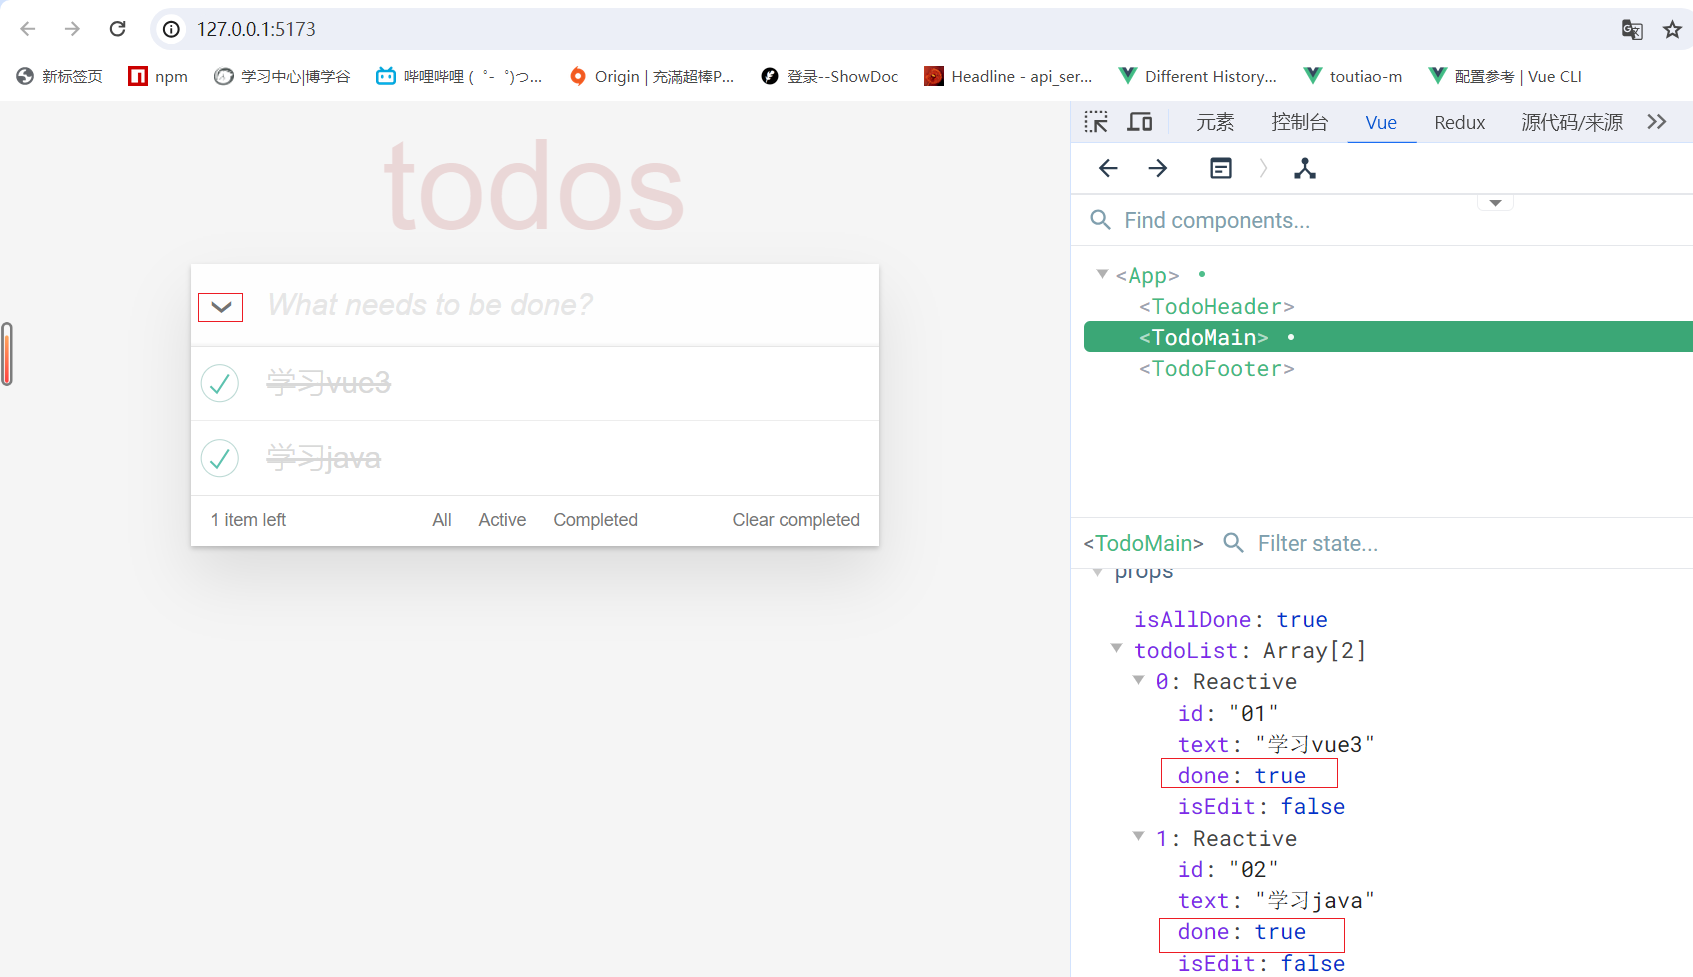 127.0.0.1:5173
新标签页 npm 学习中心|博学谷 哔哩哔哩 (゜-゜)つ... Origin | 充满超棒P... 登录--ShowDoc Headline - api_ser... Different History... toutiao-m 配置参考 | Vue CLI
todos
What needs to be done?
学习vue3
学习java
1 item left All Active Completed Clear completed
元素 控制台 Vue Redux 源代码/来源
Find components...
<App>
<TodoHeader>
<TodoMain>
<TodoFooter>
<TodoMain> Filter state...
props
isAllDone: true
todoList: Array[2]
0: Reactive
id: "01"
text: "学习vue3"
done: true
isEdit: false
1: Reactive
id: "02"
text: "学习java"
done: true
isEdit: false